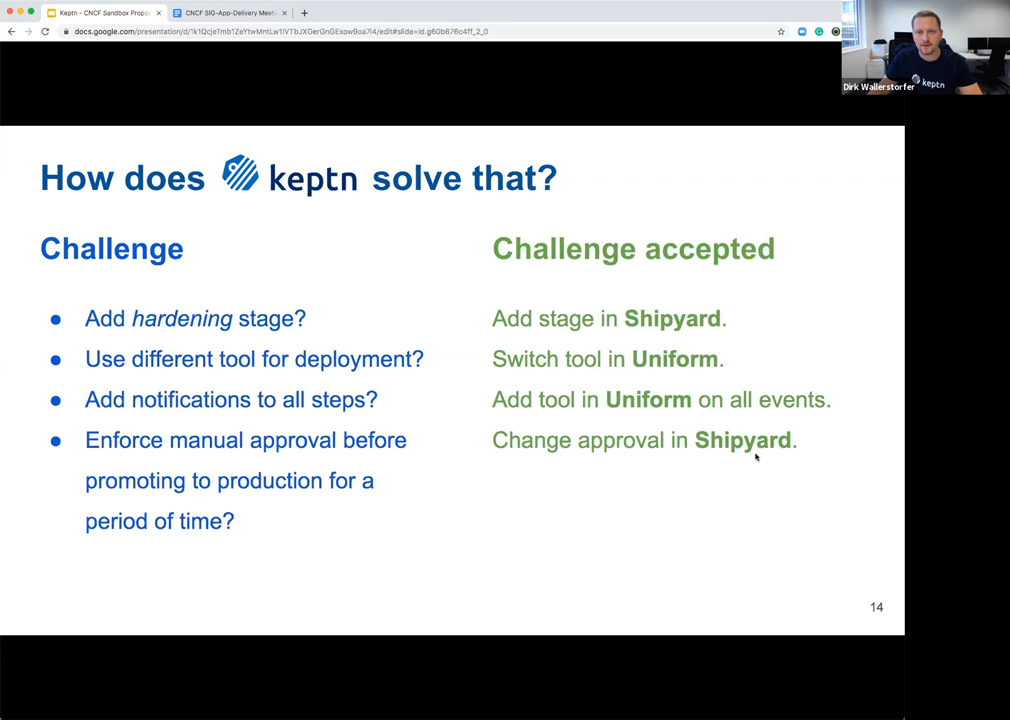 Keptn - CNCF Sandbox Propos
CNCF SIG-App-Delivery Meet
docs.google.com/presentation/d/1k1QcjeTmb1ZeYtwMntLw1IVTbJXGerGnGExow9oa7i4/edit#slide=id.g60b676c4ff_2_0
Dirk Wallerstorfer
keptn
How does keptn solve that?
Challenge
Challenge accepted
● Add hardening stage?
Add stage in Shipyard.
● Use different tool for deployment?
Switch tool in Uniform.
● Add notifications to all steps?
Add tool in Uniform on all events.
● Enforce manual approval before
promoting to production for a
period of time?
Change approval in Shipyard.
14